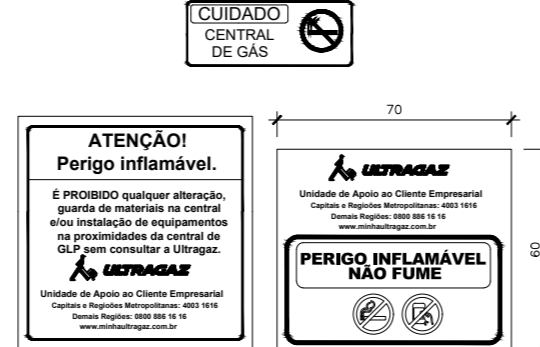 CUIDADO
CENTRAL
DE GÁS
ATENÇÃO!
Perigo inflamável.
É PROIBIDO qualquer alteração,
guarda de materiais na central
e/ou instalação de equipamentos
na proximidades da central de
GLP sem consultar a Ultragaz.
ULTRAGAZ
Unidade de Apoio ao Cliente Empresarial
Capitais e Regiões Metropolitanas: 4003 1616
Demais Regiões: 0800 886 16 16
www.minhaultragaz.com.br
70
ULTRAGAZ
Unidade de Apoio ao Cliente Empresarial
Capitais e Regioões Metropolitanas: 4003 1616
Demais Regiões: 0800 886 16 16
www.minhaultragaz.com.br
PERIGO INFLAMÁVEL
NÃO FUME
60